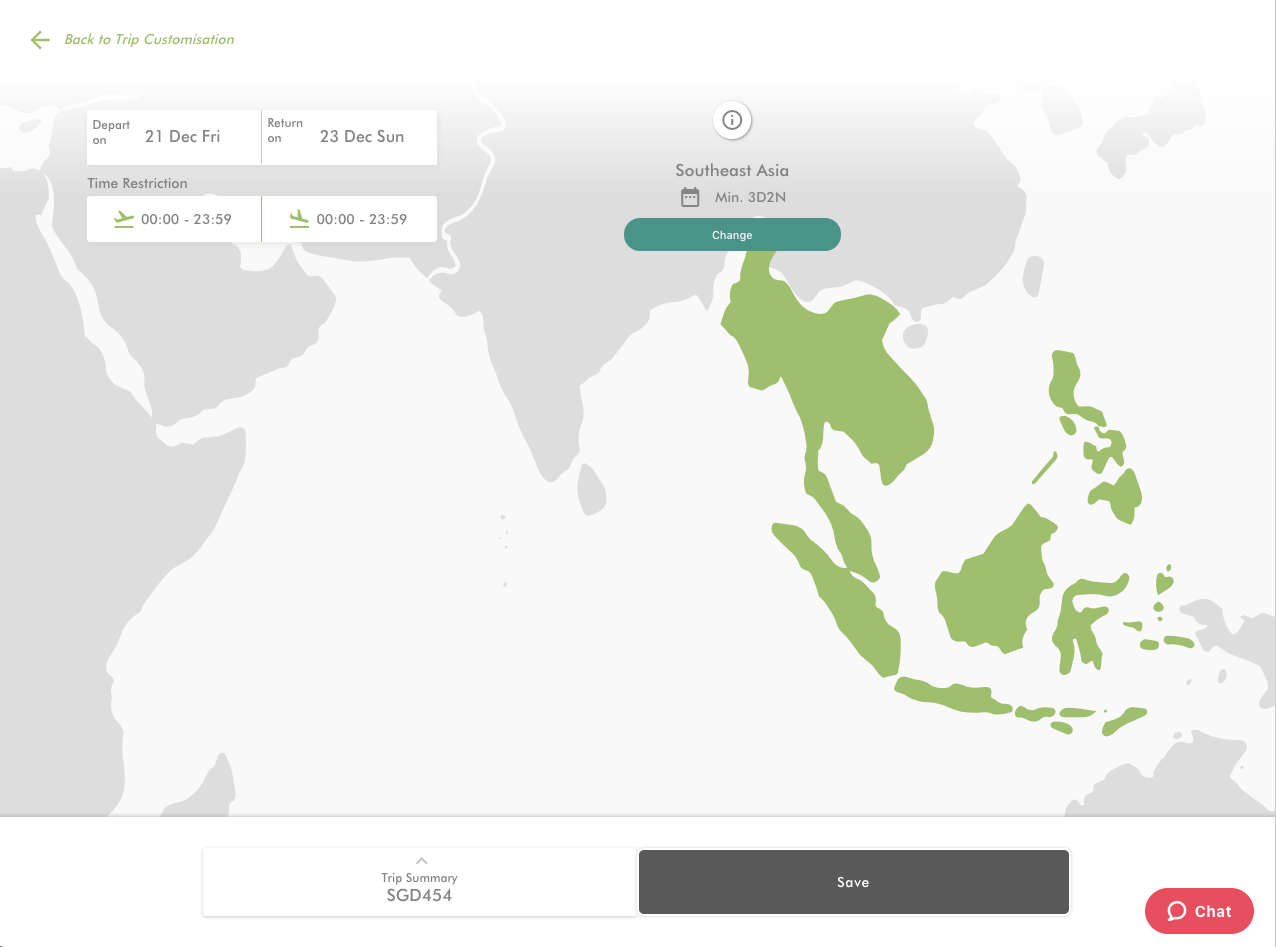 Back to Trip Customisation
Depart on
21 Dec Fri
Return on
23 Dec Sun
Time Restriction
00:00 - 23:59
00:00 - 23:59
Southeast Asia
Min. 3D2N
Change
Trip Summary
SGD454
Save
Chat